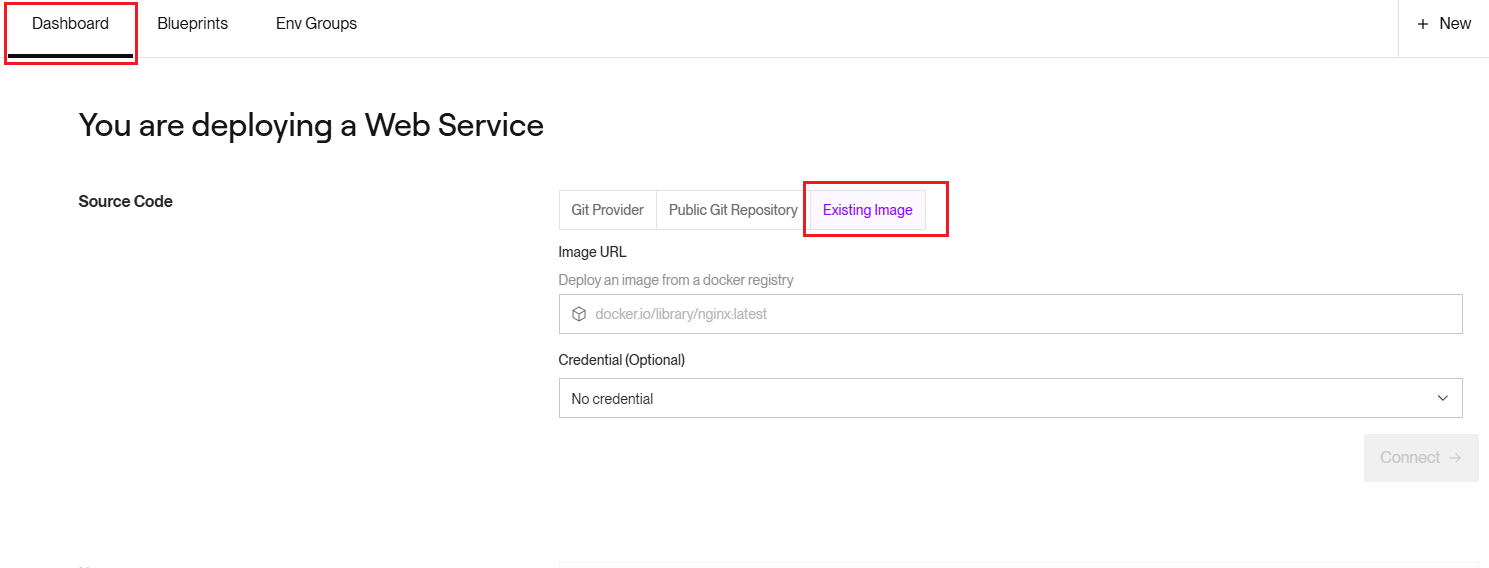 Dashboard Blueprints Env Groups + New
You are deploying a Web Service
Source Code
Git Provider Public Git Repository Existing Image
Image URL
Deploy an image from a docker registry
docker.io/library/nginx:latest
Credential (Optional)
No credential
Connect →